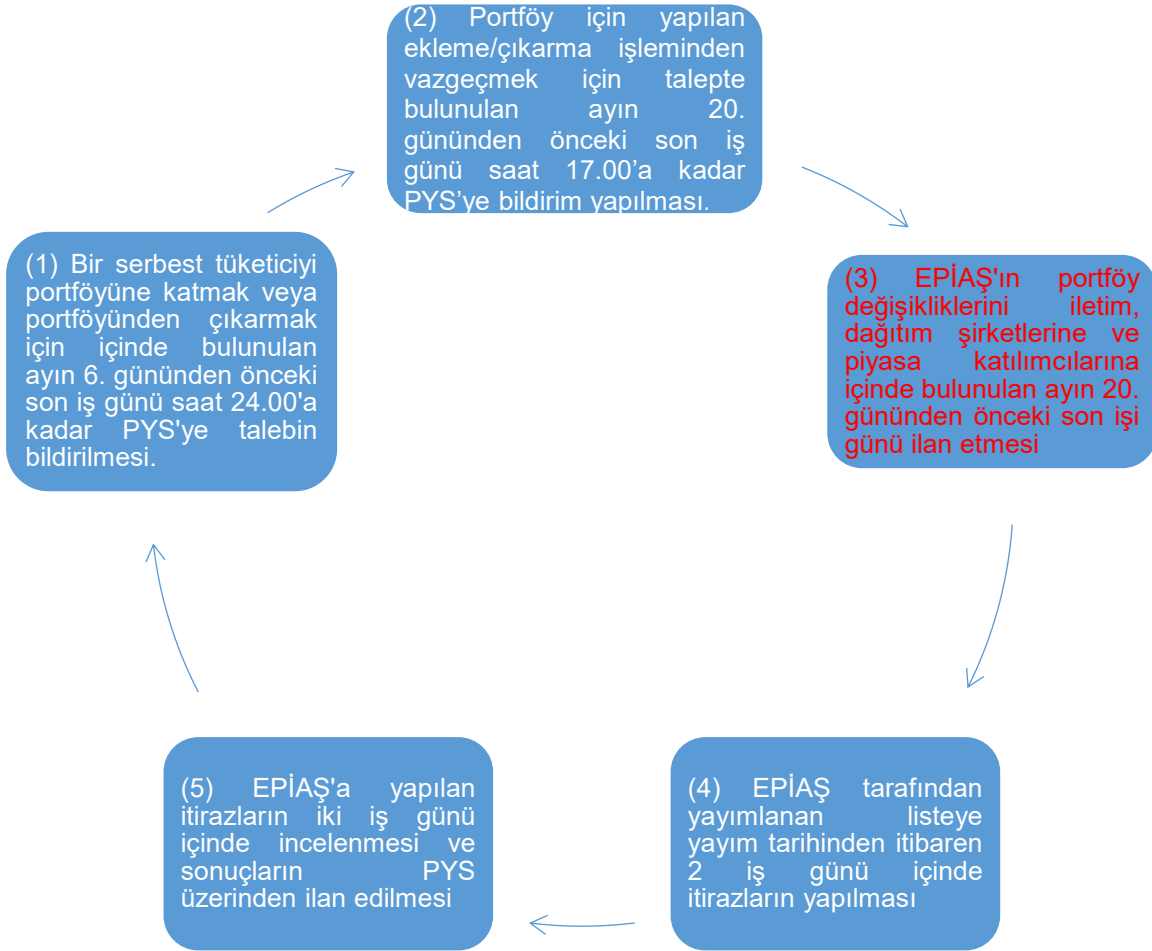 (2) Portföy için yapılan
ekleme/çıkarma işleminden
vazgeçmek için talepte
bulunulan ayın 20.
gününden önceki son iş
günü saat 17.00’a kadar
PYS’ye bildirim yapılması.
(1) Bir serbest tüketiciyi
portföyüne katmak veya
portföyünden çıkarmak
için içinde bulunulan
ayın 6. gününden önceki
son iş günü saat 24.00'a
kadar PYS'ye talebin
bildirilmesi.
(3) EPİAŞ'ın portföy
değişikliklerini iletim,
dağıtım şirketlerine ve
piyasa katılımcılarına
içinde bulunulan ayın 20.
gününden önceki son işi
günü ilan etmesi
(5) EPİAŞ'a yapılan
itirazların iki iş günü
içinde incelenmesi ve
sonuçların PYS
üzerinden ilan edilmesi
(4) EPİAŞ tarafından
yayımlanan listeye
yayım tarihinden itibaren
2 iş günü içinde
itirazların yapılması